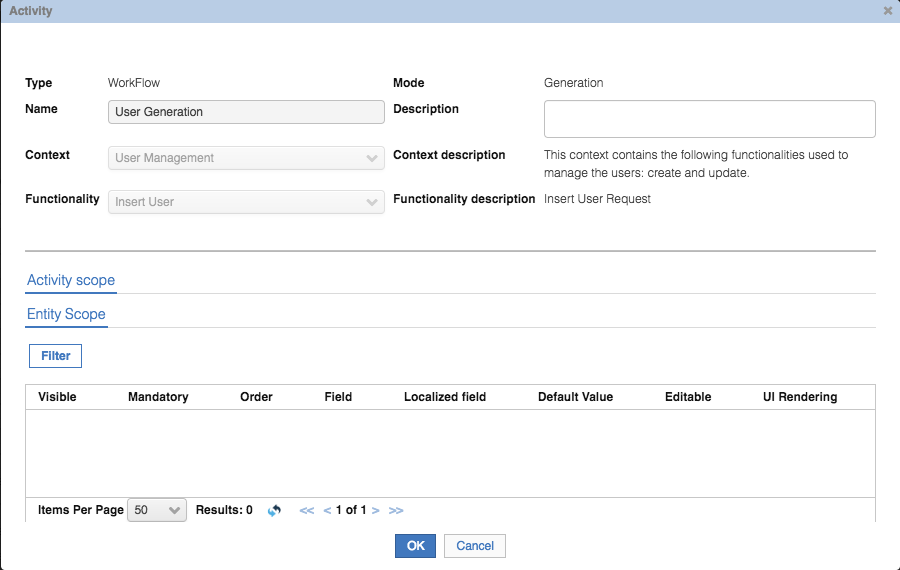 Activity
Type WorkFlow Mode Generation
Name User Generation Description
Context User Management Context description This context contains the following functionalities used to
manage the users: create and update.
Functionality Insert User Functionality description Insert User Request
Activity scope
Entity Scope
Filter
Visible Mandatory Order Field Localized field Default Value Editable UI Rendering
Items Per Page 50 Results: 0 << < 1 of 1 > >>
OK Cancel